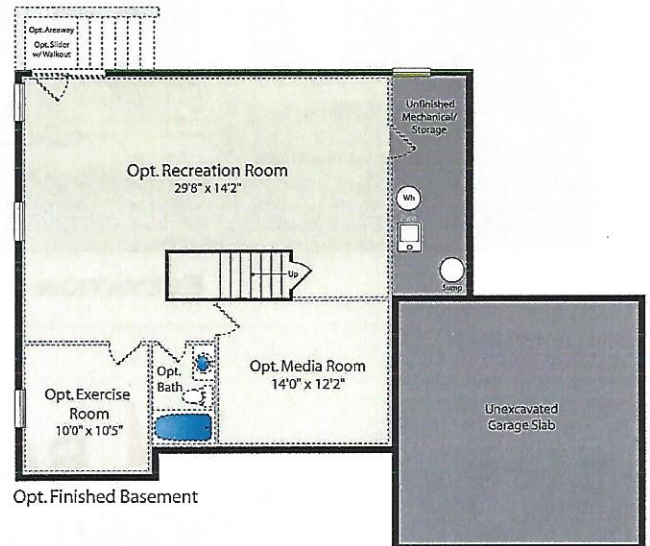 Opt. Areaway
Opt. Slider
w/ Walkout
Unfinished
Mechanical/
Storage
Opt. Recreation Room
29'8" x 14'2"
Wh
Up
Sump
Opt. Bath
Opt. Media Room
14'0" x 12'2"
Opt. Exercise
Room
10'0" x 10'5"
Unexcavated
Garage Slab
Opt. Finished Basement